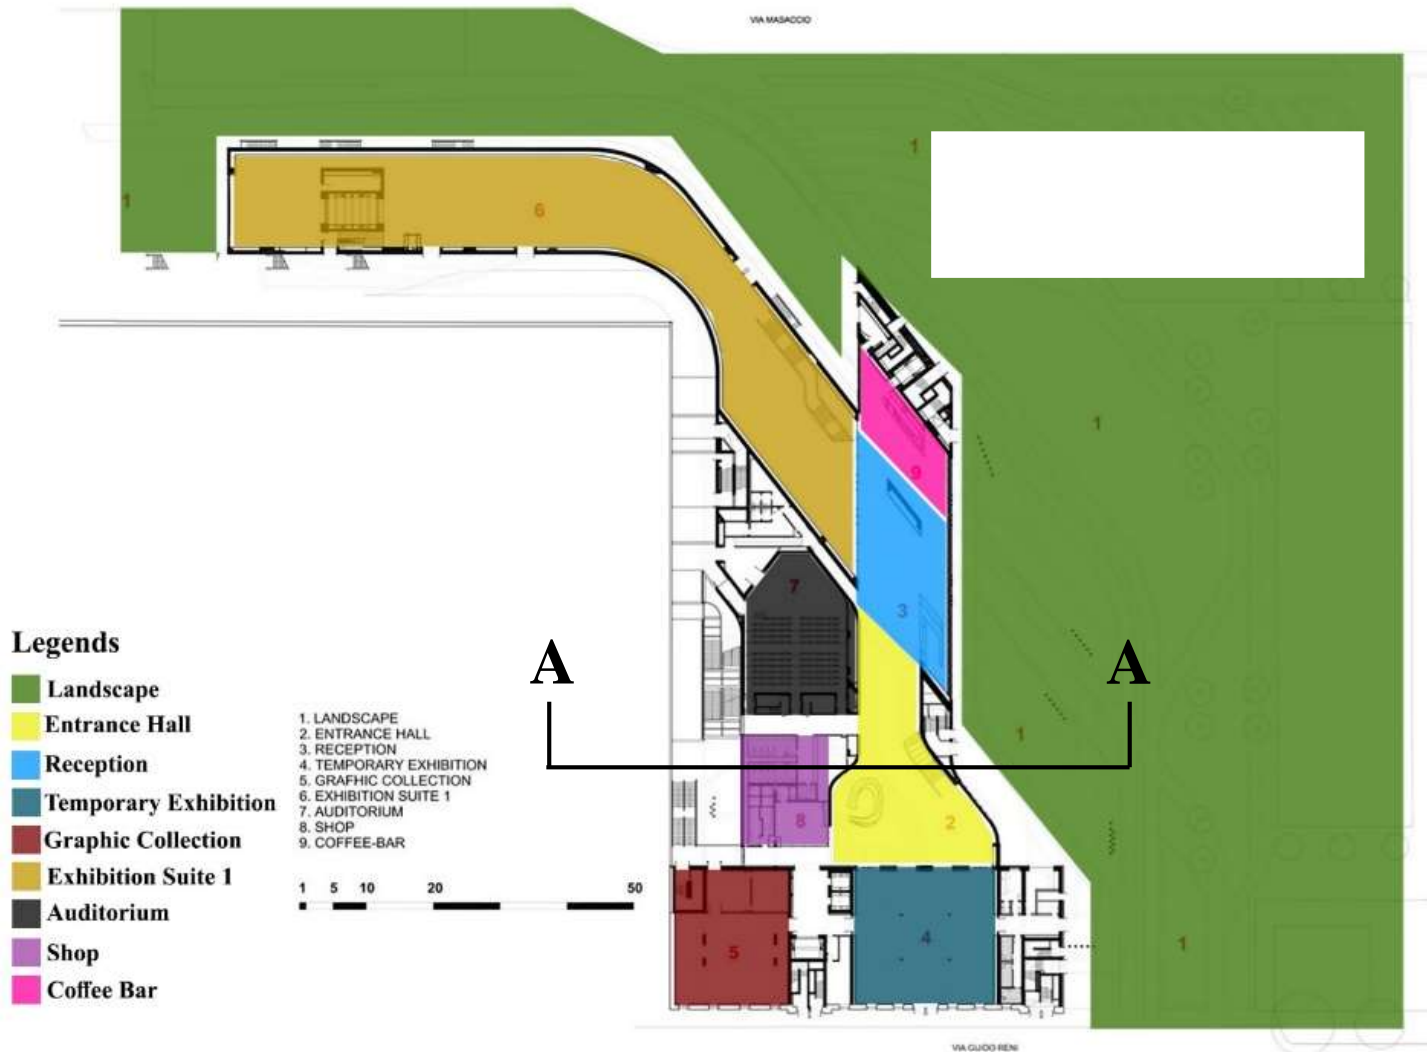 VIA MASACCIO
1
1
6
1
9
7
3
Legends
A
A
Landscape
Entrance Hall
Reception
Temporary Exhibition
Graphic Collection
Exhibition Suite 1
Auditorium
Shop
Coffee Bar
1. LANDSCAPE
2. ENTRANCE HALL
3. RECEPTION
4. TEMPORARY EXHIBITION
5. GRAFHIC COLLECTION
6. EXHIBITION SUITE 1
7. AUDITORIUM
8. SHOP
9. COFFEE-BAR
1
8
2
1 5 10 20 50
5
4
1
VIA GUIDO RENI